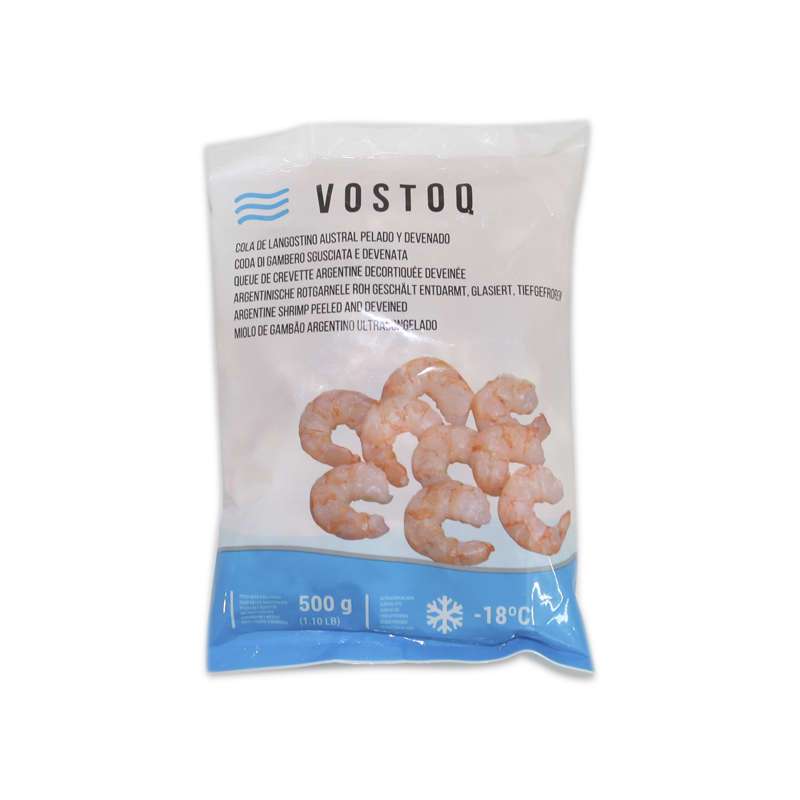 VOSTOQ
COLA DE LANGOSTINO AUSTRAL PELADO Y DEVENADO
CODA DI GAMBERO SGUSCIATA E DEVENATA
QUEUE DE CREVETTE ARGENTINE DECORTIQUÉE DEVEINÉE
ARGENTINISCHE ROTGARNELE ROH GESCHÄLT ENTDARMT, GLASIERT, TIEFGEFROREN
ARGENTINE SHRIMP PEELED AND DEVEINED
MIOLO DE GAMBÃO ARGENTINO ULTRACONGELADO
500 g
(1.10 LB)
-18ºC